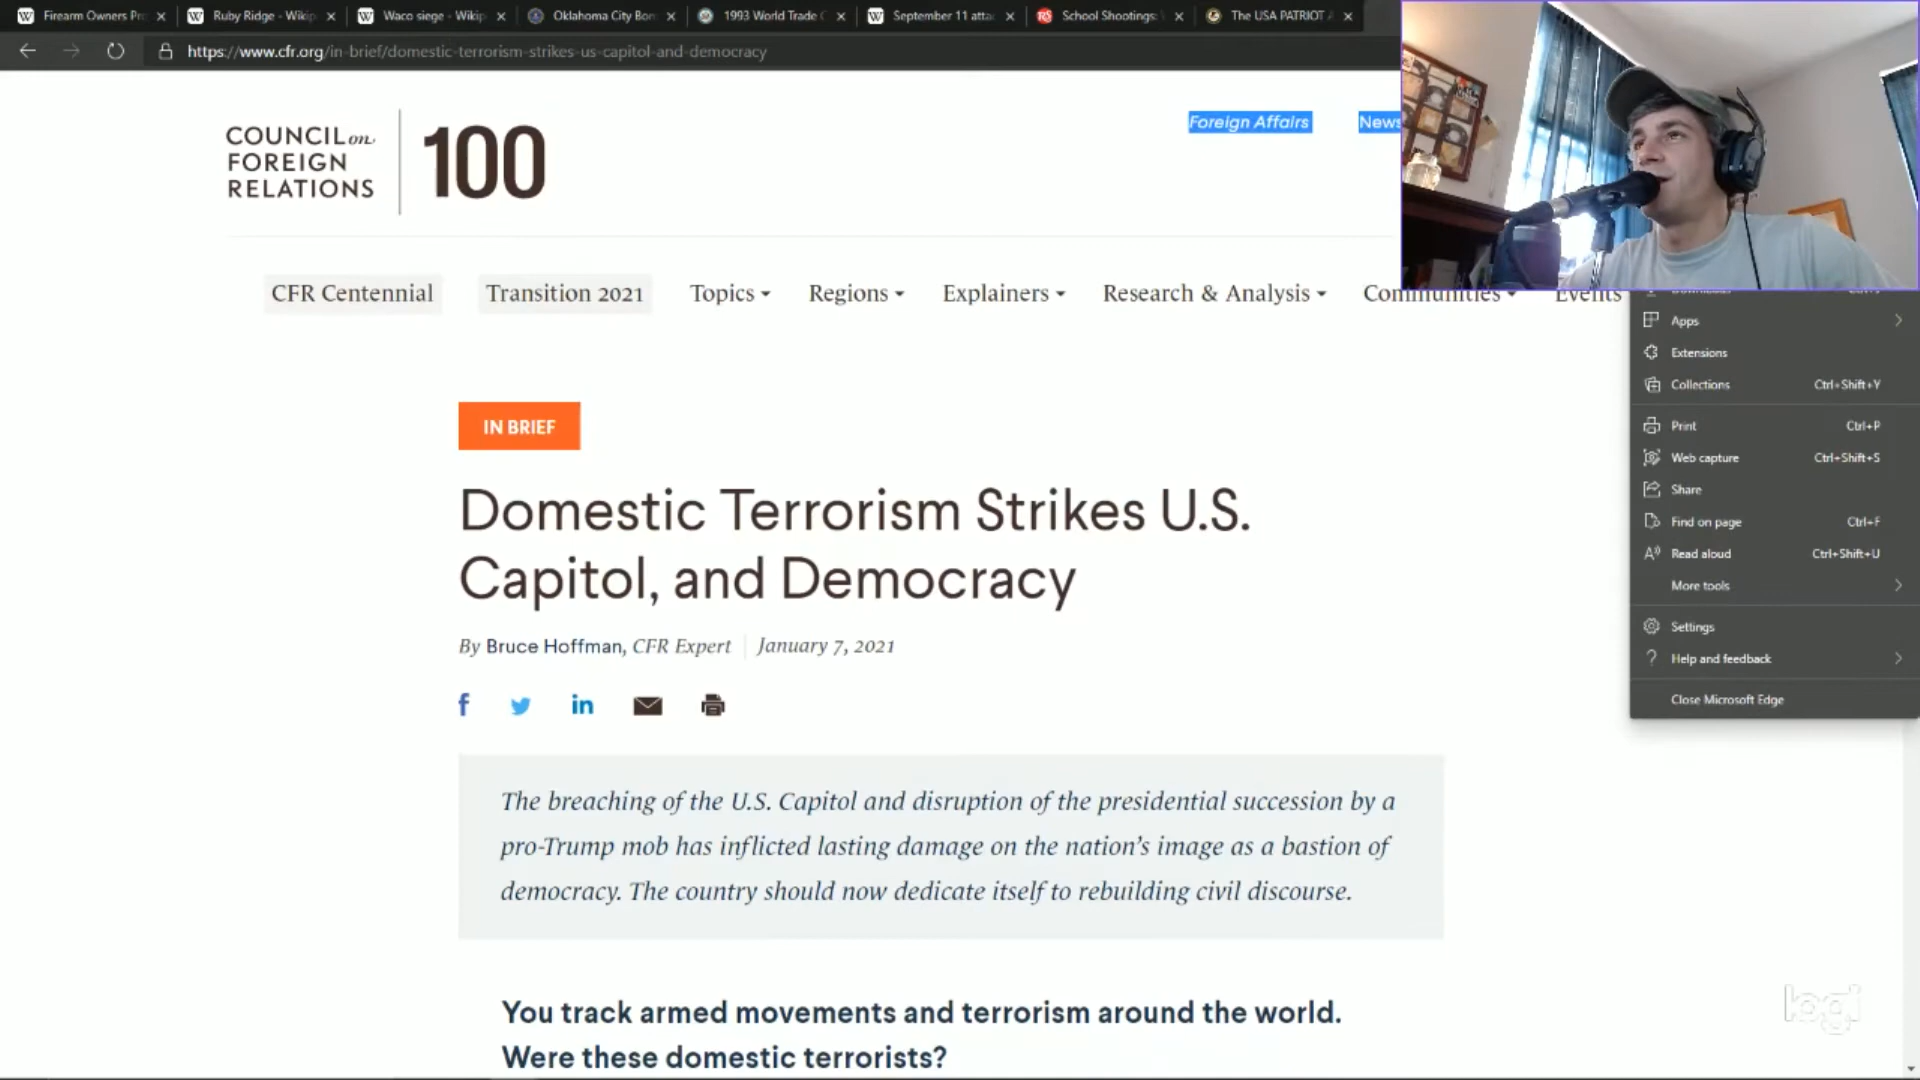 Firearm Owners Pro
Ruby Ridge - Wikip
Waco siege - Wikip
Oklahoma City Bom
1993 World Trade C
September 11 attac
School Shootings:
The USA PATRIOT A
https://www.cfr.org/in-brief/domestic-terrorism-strikes-us-capitol-and-democracy
COUNCIL on
FOREIGN
RELATIONS
100
Foreign Affairs
News
CFR Centennial
Transition 2021
Topics
Regions
Explainers
Research & Analysis
Communities
Events
Apps
Extensions
Collections Ctrl+Shift+Y
Print Ctrl+P
Web capture Ctrl+Shift+S
Share
Find on page Ctrl+F
Read aloud Ctrl+Shift+U
More tools
Settings
Help and feedback
Close Microsoft Edge
IN BRIEF
Domestic Terrorism Strikes U.S.
Capitol, and Democracy
By Bruce Hoffman, CFR Expert
January 7, 2021
The breaching of the U.S. Capitol and disruption of the presidential succession by a
pro-Trump mob has inflicted lasting damage on the nation's image as a bastion of
democracy. The country should now dedicate itself to rebuilding civil discourse.
You track armed movements and terrorism around the world.
Were these domestic terrorists?
logi